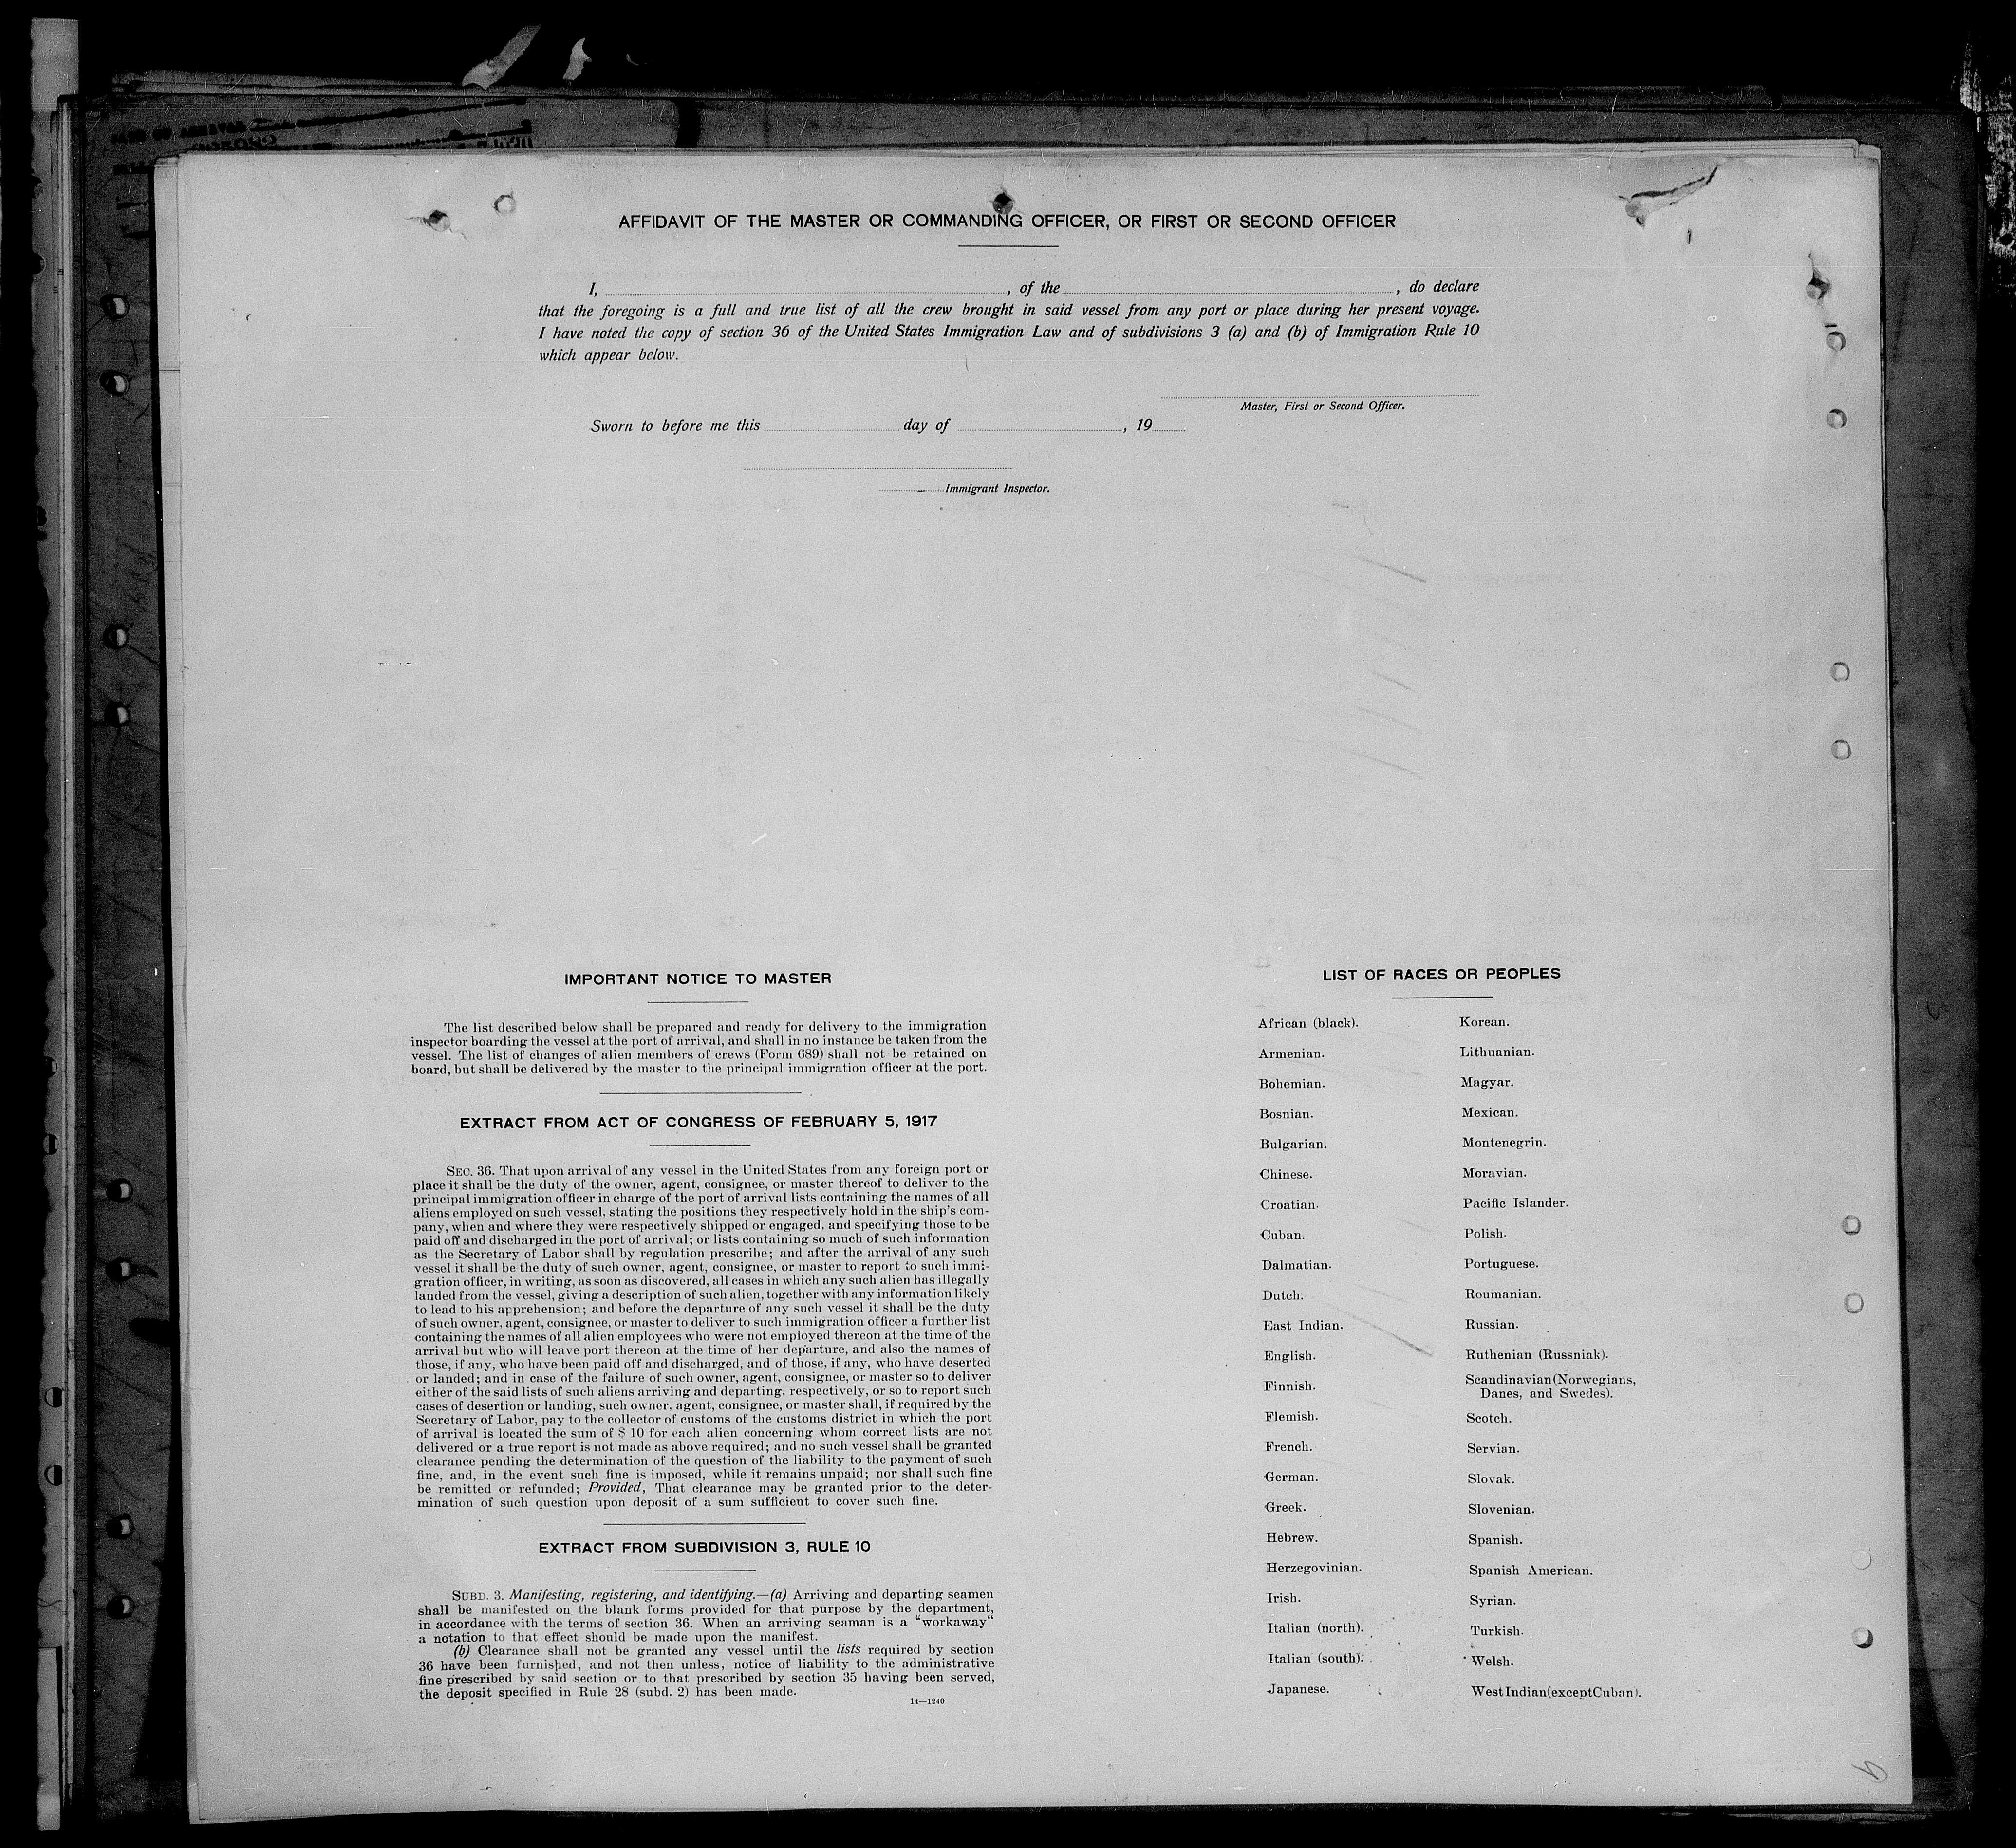 AFFIDAVIT OF THE MASTER OR COMMANDING OFFICER, OR FIRST OR SECOND OFFICER
I, , of the , do declare
that the foregoing is a full and true list of all the crew brought in said vessel from any port or place during her present voyage.
I have noted the copy of section 36 of the United States Immigration Law and of subdivisions 3 (a) and (b) of Immigration Rule 10
which appear below.
Master, First or Second Officer.
Sworn to before me this day of , 19
Immigrant Inspector.
IMPORTANT NOTICE TO MASTER
The list described below shall be prepared and ready for delivery to the immigration
inspector boarding the vessel at the port of arrival, and shall in no instance be taken from the
vessel. The list of changes of alien members of crews (Form 689) shall not be retained on
board, but shall be delivered by the master to the principal immigration officer at the port.
EXTRACT FROM ACT OF CONGRESS OF FEBRUARY 5, 1917
SEC. 36. That upon arrival of any vessel in the United States from any foreign port or
place it shall be the duty of the owner, agent, consignee, or master thereof to deliver to the
principal immigration officer in charge of the port of arrival lists containing the names of all
aliens employed on such vessel, stating the positions they respectively hold in the ship's com-
pany, when and where they were respectively shipped or engaged, and specifying those to be
paid off and discharged in the port of arrival; or lists containing so much of such information
as the Secretary of Labor shall by regulation prescribe; and after the arrival of any such
vessel it shall be the duty of such owner, agent, consignee, or master to report to such immi-
gration officer, in writing, as soon as discovered, all cases in which any such alien has illegally
landed from the vessel, giving a description of such alien, together with any information likely
to lead to his apprehension; and before the departure of any such vessel it shall be the duty
of such owner, agent, consignee, or master to deliver to such immigration officer a further list
containing the names of all alien employees who were not employed thereon at the time of the
arrival but who will leave port thereon at the time of her departure, and also the names of
those, if any, who have been paid off and discharged, and of those, if any, who have deserted
or landed; and in case of the failure of such owner, agent, consignee, or master so to deliver
either of the said lists of such aliens arriving and departing, respectively, or so to report such
cases of desertion or landing, such owner, agent, consignee, or master shall, if required by the
Secretary of Labor, pay to the collector of customs of the customs district in which the port
of arrival is located the sum of $ 10 for each alien concerning whom correct lists are not
delivered or a true report is not made as above required; and no such vessel shall be granted
clearance pending the determination of the question of the liability to the payment of such
fine, and, in the event such fine is imposed, while it remains unpaid; nor shall such fine
be remitted or refunded; Provided, That clearance may be granted prior to the deter-
mination of such question upon deposit of a sum sufficient to cover such fine.
EXTRACT FROM SUBDIVISION 3, RULE 10
SUBD. 3. Manifesting, registering, and identifying.—(a) Arriving and departing seamen
shall be manifested on the blank forms provided for that purpose by the department,
in accordance with the terms of section 36. When an arriving seaman is a "workaway"
a notation to that effect should be made upon the manifest.
(b) Clearance shall not be granted any vessel until the lists required by section
36 have been furnished, and not then unless, notice of liability to the administrative
fine prescribed by said section or to that prescribed by section 35 having been served,
the deposit specified in Rule 28 (subd. 2) has been made.
14—1240
LIST OF RACES OR PEOPLES
African (black).
Armenian.
Bohemian.
Bosnian.
Bulgarian.
Chinese.
Croatian.
Cuban.
Dalmatian.
Dutch.
East Indian.
English.
Finnish.
Flemish.
French.
German.
Greek.
Hebrew.
Herzegovinian.
Irish.
Italian (north).
Italian (south).
Japanese.
Korean.
Lithuanian.
Magyar.
Mexican.
Montenegrin.
Moravian.
Pacific Islander.
Polish.
Portuguese.
Roumanian.
Russian.
Ruthenian (Russniak).
Scandinavian (Norwegians,
Danes, and Swedes).
Scotch.
Servian.
Slovak.
Slovenian.
Spanish.
Spanish American.
Syrian.
Turkish.
Welsh.
West Indian (except Cuban).